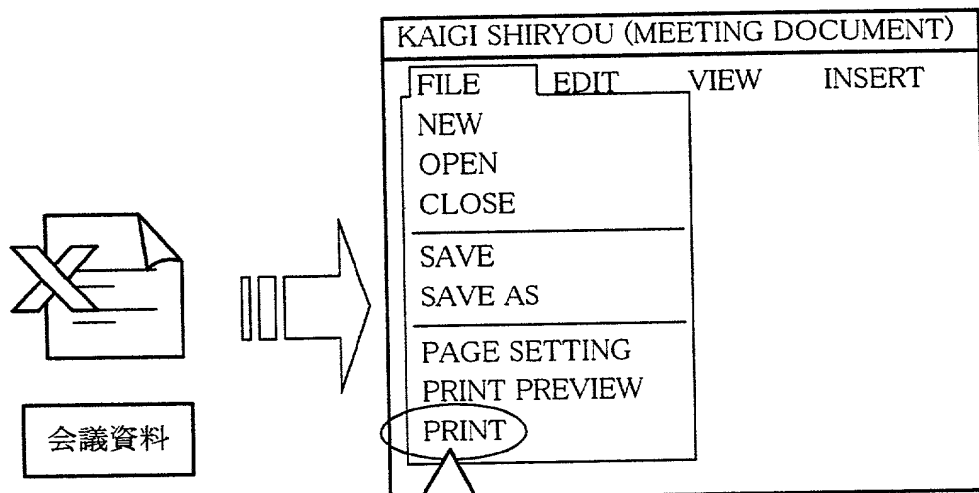 KAIGI SHIRYOU (MEETING DOCUMENT)
FILE EDIT VIEW INSERT
NEW
OPEN
CLOSE
SAVE
SAVE AS
PAGE SETTING
PRINT PREVIEW
PRINT
会議資料